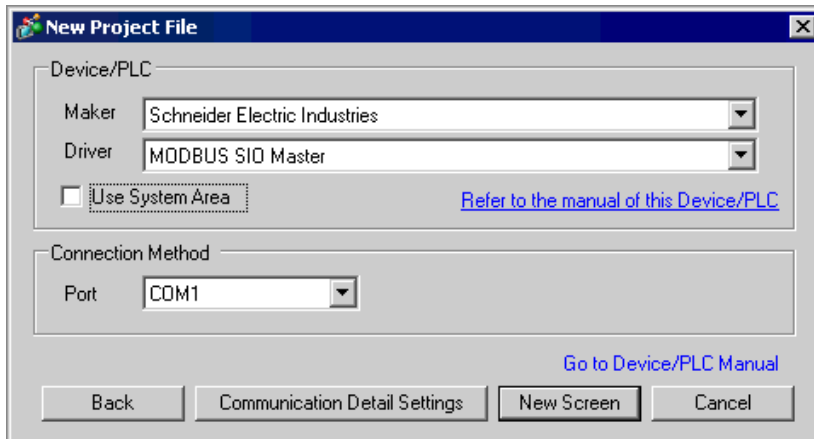 New Project File
Device/PLC
Maker Schneider Electric Industries
Driver MODBUS SIO Master
Use System Area Refer to the manual of this Device/PLC
Connection Method
Port COM1
Go to Device/PLC Manual
Back Communication Detail Settings New Screen Cancel